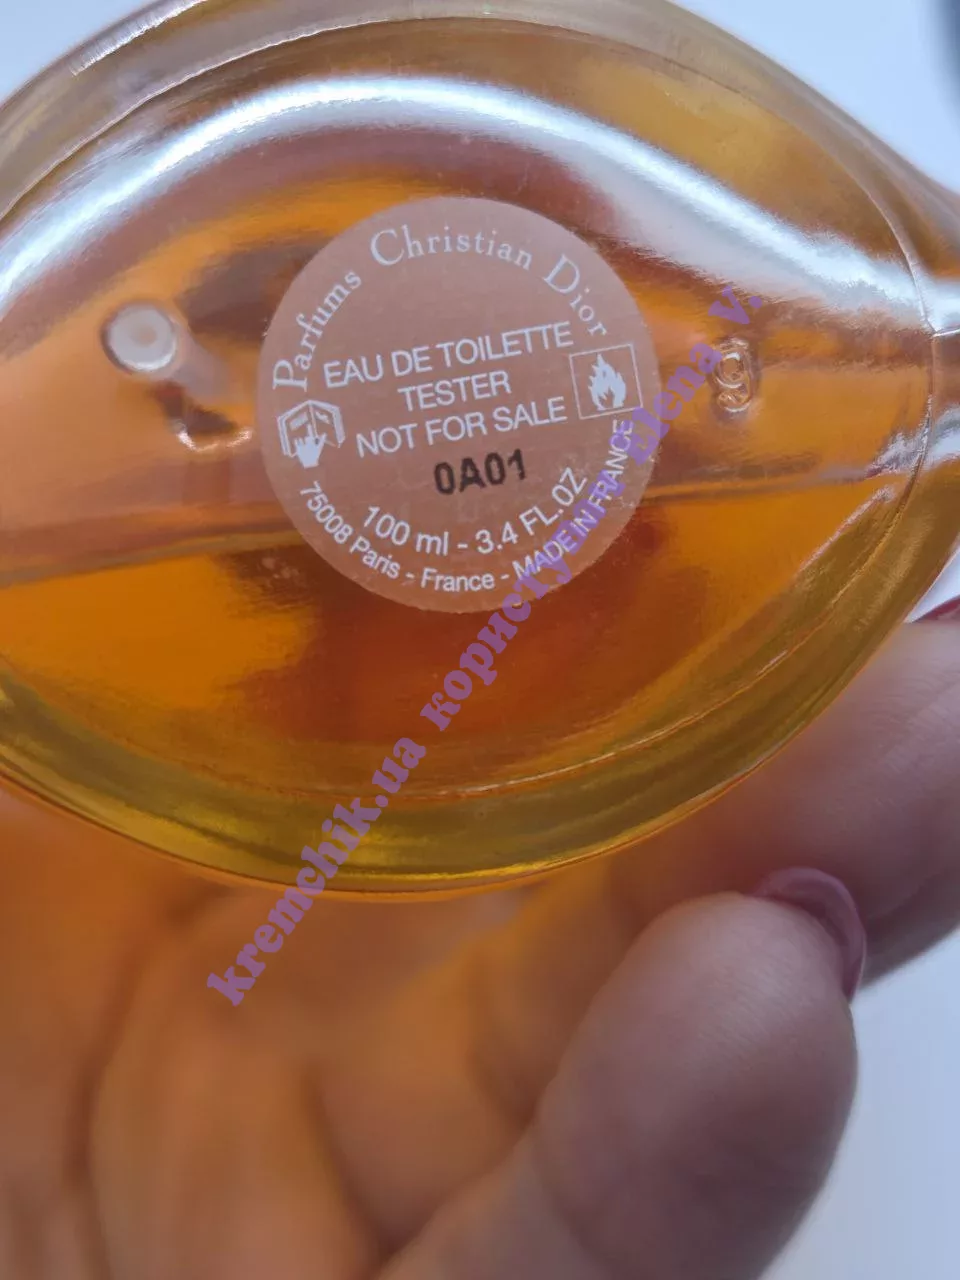 Parfums Christian Dior
EAU DE TOILETTE
TESTER
NOT FOR SALE
0A01
100 ml - 3.4 FL.OZ
75008 Paris - France - MADE IN FRANCE
9
kremchik.ua користувач Elena V.